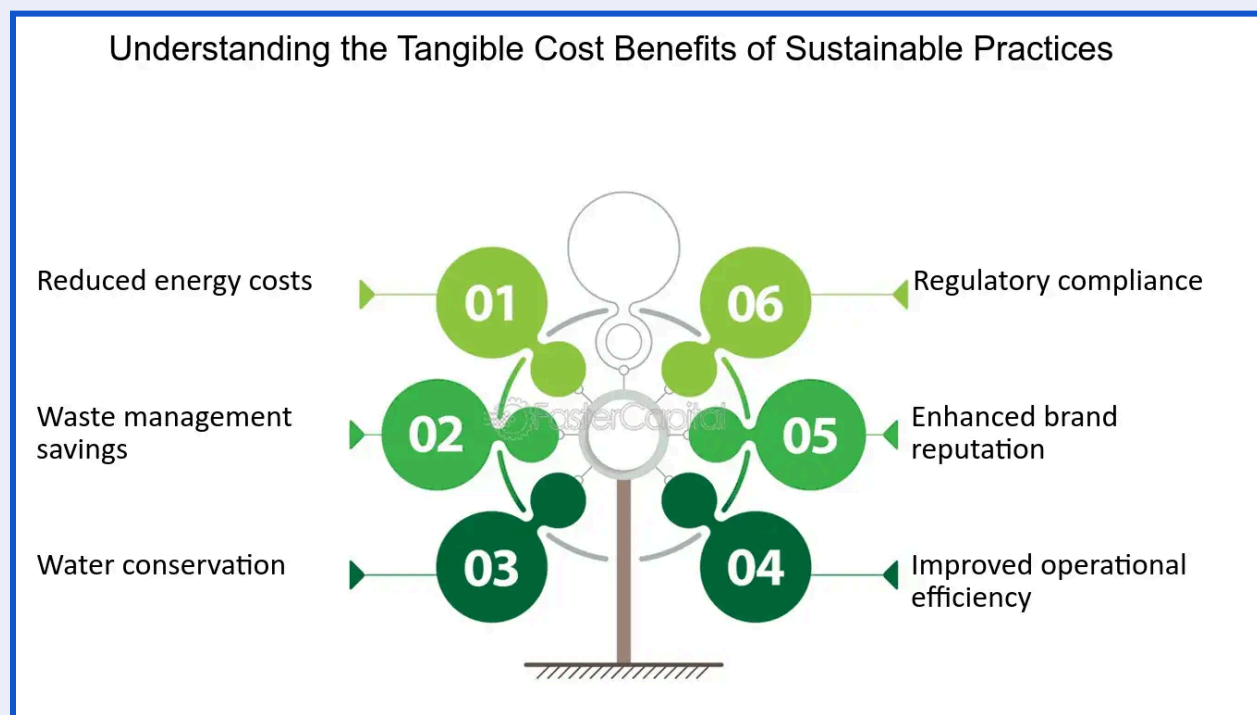 Understanding the Tangible Cost Benefits of Sustainable Practices
Reduced energy costs
01
06
Regulatory compliance
Waste management
savings
02
FasterCapital
05
Enhanced brand
reputation
Water conservation
03
04
Improved operational
efficiency